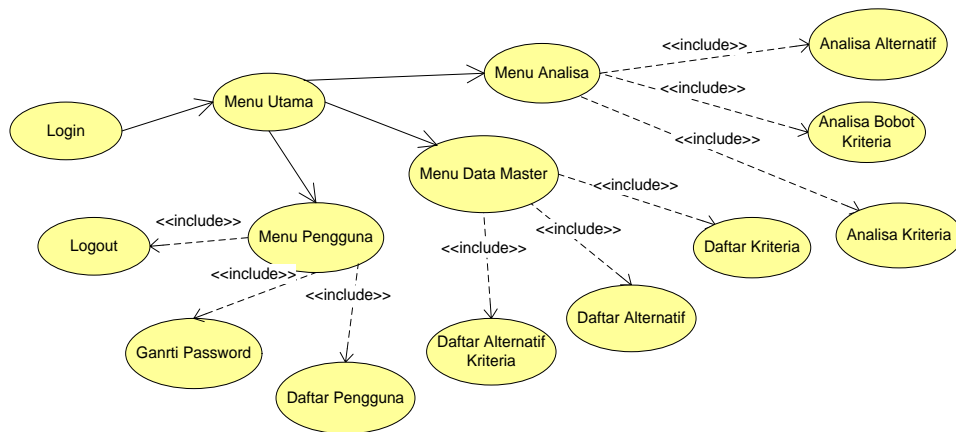 <<include>>
Analisa Alternatif
Menu Analisa
Menu Utama
<<include>>
Login
Analisa Bobot
Kriteria
<<include>>
Menu Data Master
<<include>>
<<include>>
Logout
Menu Pengguna
<<include>>
<<include>>
Daftar Kriteria
Analisa Kriteria
<<include>>
<<include>>
Daftar Alternatif
Ganrti Password
Daftar Alternatif
Kriteria
Daftar Pengguna